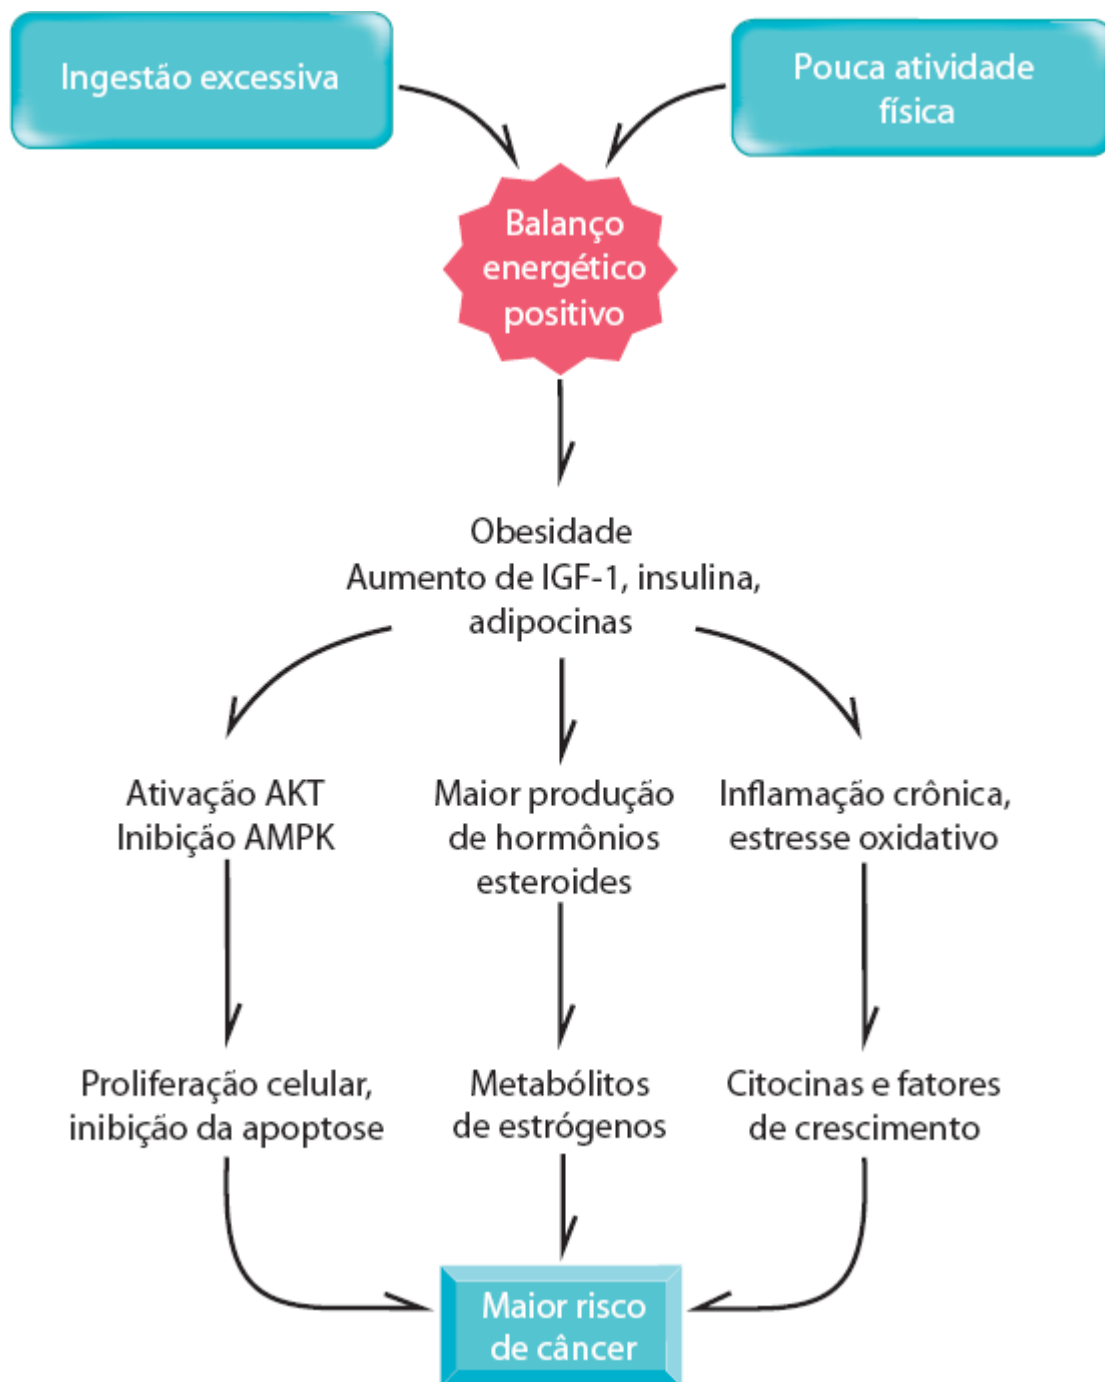 Ingestão excessiva
Pouca atividade
física
Balanço
energético
positivo
Obesidade
Aumento de IGF-1, insulina,
adipocinas
Ativação AKT
Inibição AMPK
Maior produção
de hormônios
esteroides
Inflamação crônica,
estresse oxidativo
Proliferação celular,
inibição da apoptose
Metabólitos
de estrógenos
Citocinas e fatores
de crescimento
Maior risco
de câncer